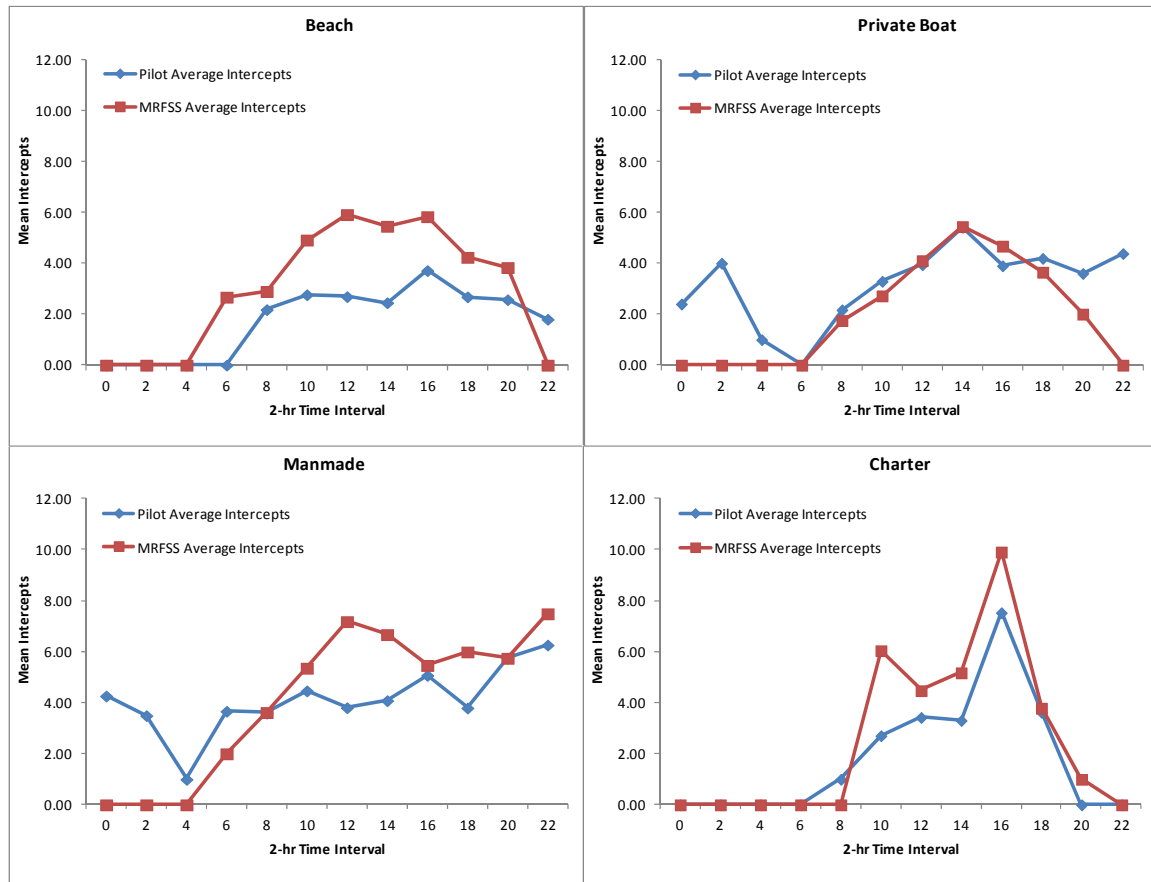 Beach
12.00
10.00
8.00
6.00
4.00
2.00
0.00
Mean Intercepts
Pilot Average Intercepts
MRFSS Average Intercepts
0 2 4 6 8 10 12 14 16 18 20 22
2-hr Time Interval
Private Boat
12.00
10.00
8.00
6.00
4.00
2.00
0.00
Mean Intercepts
Pilot Average Intercepts
MRFSS Average Intercepts
0 2 4 6 8 10 12 14 16 18 20 22
2-hr Time Interval
Manmade
12.00
10.00
8.00
6.00
4.00
2.00
0.00
Mean Intercepts
Pilot Average Intercepts
MRFSS Average Intercepts
0 2 4 6 8 10 12 14 16 18 20 22
2-hr Time Interval
Charter
12.00
10.00
8.00
6.00
4.00
2.00
0.00
Mean Intercepts
Pilot Average Intercepts
MRFSS Average Intercepts
0 2 4 6 8 10 12 14 16 18 20 22
2-hr Time Interval